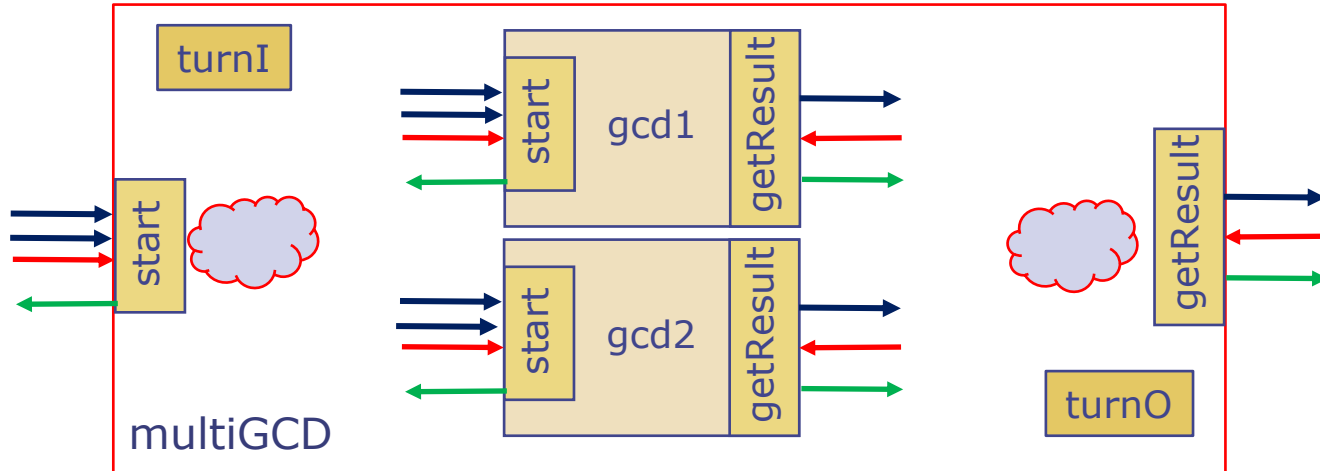 turnI
start
start
gcd1
getResult
start
gcd2
getResult
getResult
turnO
multiGCD